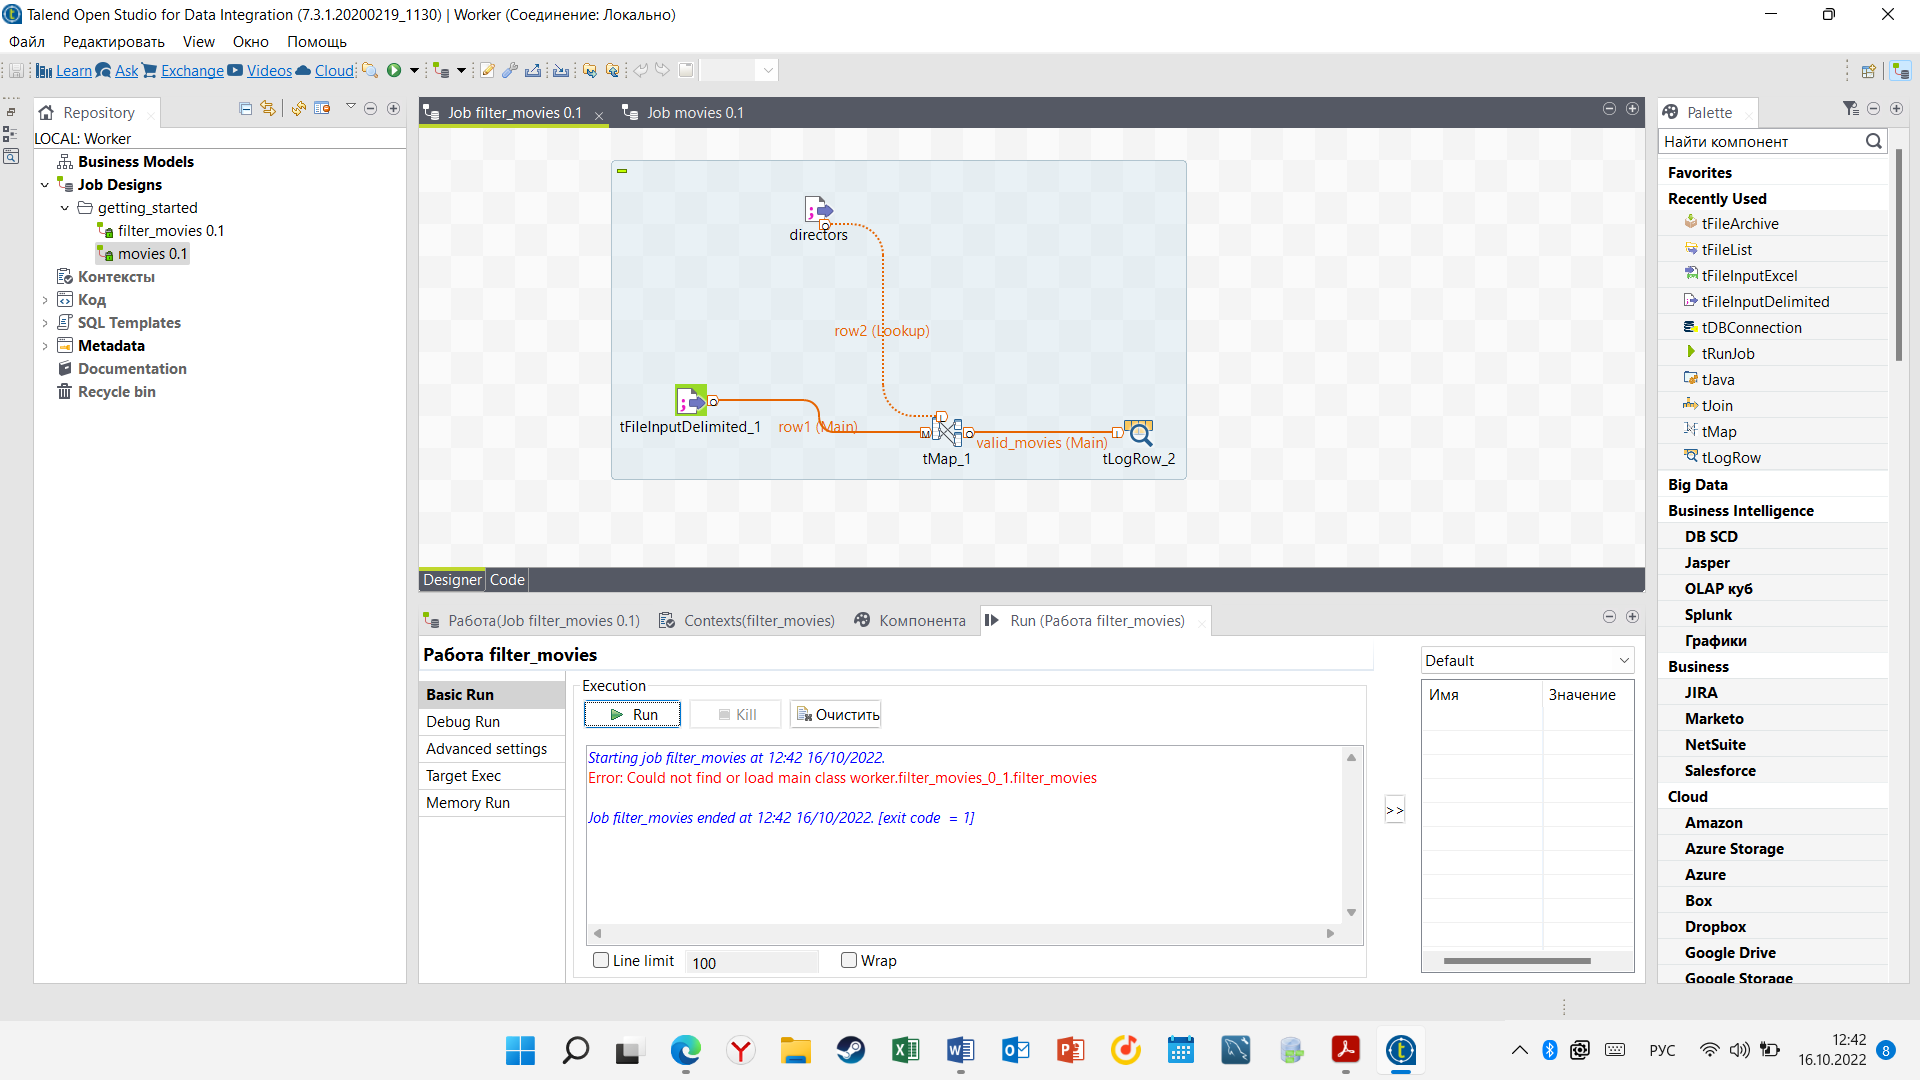 Talend Open Studio for Data Integration (7.3.1.20200219_1130) | Worker (Соединение: Локально)
Файл Редактировать View Окно Помощь
Learn Ask Exchange Videos Cloud
Repository
LOCAL: Worker
Business Models
Job Designs
getting_started
filter_movies 0.1
movies 0.1
Контексты
Код
SQL Templates
Metadata
Documentation
Recycle bin
Job filter_movies 0.1
Job movies 0.1
directors
row2 (Lookup)
tFileInputDelimited_1
row1 (Main)
tMap_1
valid_movies (Main)
tLogRow_2
Designer Code
Работа(Job filter_movies 0.1)
Contexts(filter_movies)
Компонента
Run (Работа filter_movies)
Работа filter_movies
Basic Run
Debug Run
Advanced settings
Target Exec
Memory Run
Execution
Run
Kill
Очистить
Starting job filter_movies at 12:42 16/10/2022.
Error: Could not find or load main class worker.filter_movies_0_1.filter_movies
Job filter_movies ended at 12:42 16/10/2022. [exit code  = 1]
Line limit
100
Wrap
>>
Default
Имя Значение
Palette
Найти компонент
Favorites
Recently Used
tFileArchive
tFileList
tFileInputExcel
tFileInputDelimited
tDBConnection
tRunJob
tJava
tJoin
tMap
tLogRow
Big Data
Business Intelligence
DB SCD
Jasper
OLAP куб
Splunk
Графики
Business
JIRA
Marketo
NetSuite
Salesforce
Cloud
Amazon
Azure Storage
Azure
Box
Dropbox
Google Drive
Google Storage
РУС
12:42
16.10.2022
8